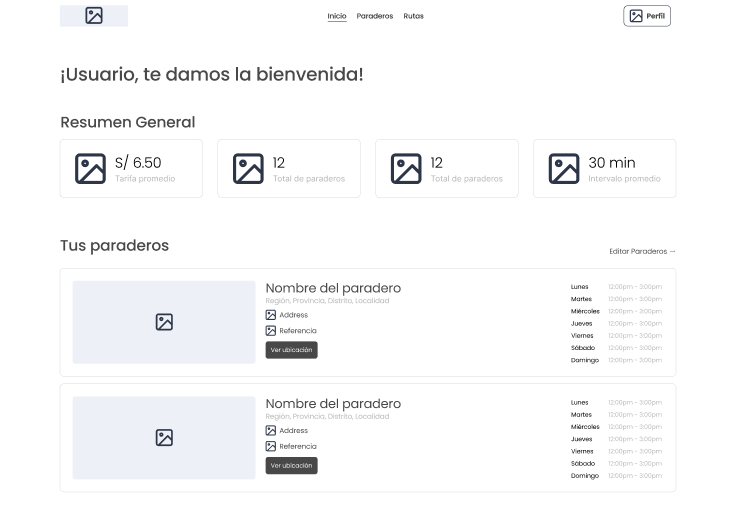 Inicio Paraderos Rutas Perfil
¡Usuario, te damos la bienvenida!
Resumen General
S/ 6.50
Tarifa promedio
12
Total de paraderos
12
Total de paraderos
30 min
Intervalo promedio
Tus paraderos
Editar Paraderos →
Nombre del paradero
Región, Provincia, Distrito, Localidad
Address
Referencia
Ver ubicación
Lunes 12:00pm - 3:00pm
Martes 12:00pm - 3:00pm
Miércoles 12:00pm - 3:00pm
Jueves 12:00pm - 3:00pm
Viernes 12:00pm - 3:00pm
Sábado 12:00pm - 3:00pm
Domingo 12:00pm - 3:00pm
Nombre del paradero
Región, Provincia, Distrito, Localidad
Address
Referencia
Ver ubicación
Lunes 12:00pm - 3:00pm
Martes 12:00pm - 3:00pm
Miércoles 12:00pm - 3:00pm
Jueves 12:00pm - 3:00pm
Viernes 12:00pm - 3:00pm
Sábado 12:00pm - 3:00pm
Domingo 12:00pm - 3:00pm